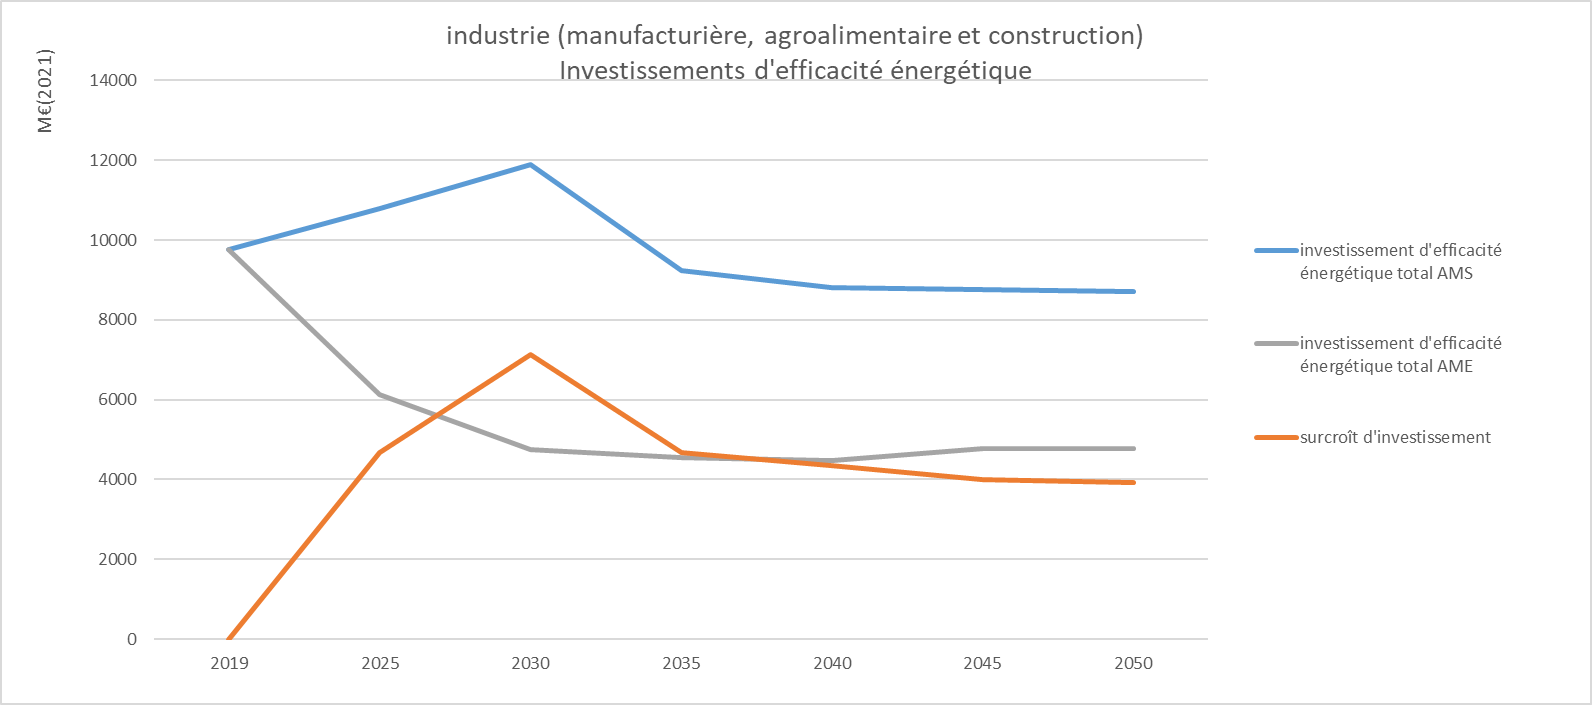 industrie (manufacturière, agroalimentaire et construction)
Investissements d'efficacité énergétique
M€(2021)
14000
12000
10000
8000
6000
4000
2000
0
2019 2025 2030 2035 2040 2045 2050
investissement d'efficacité
énergétique total AMS
investissement d'efficacité
énergétique total AME
surcroît d'investissement